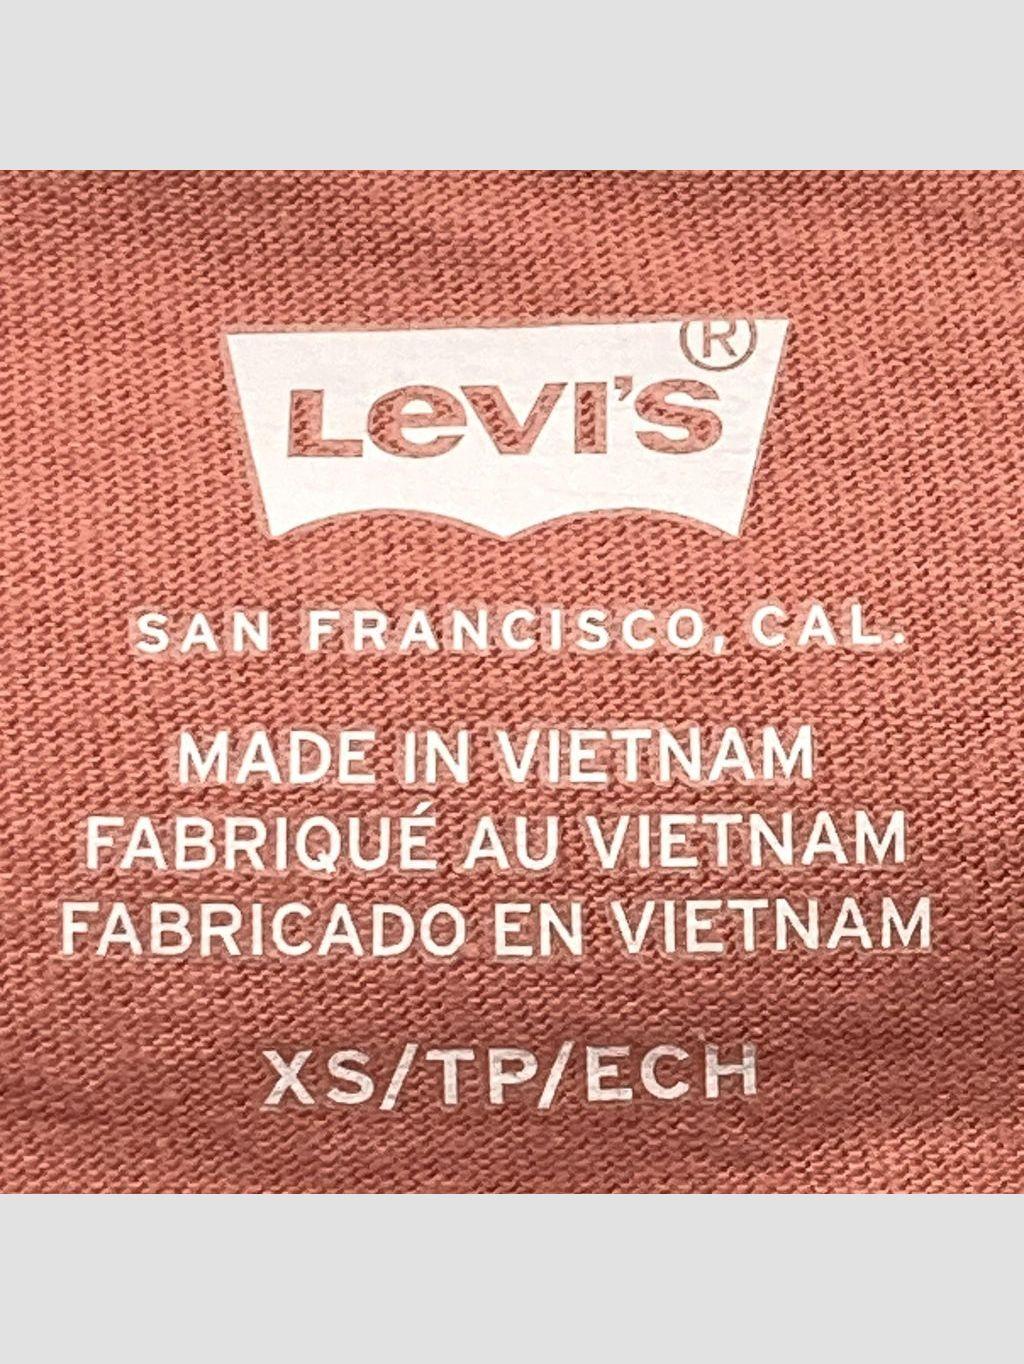 Levi's®
SAN FRANCISCO, CAL.
MADE IN VIETNAM
FABRIQUÉ AU VIETNAM
FABRICADO EN VIETNAM
XS/TP/ECH